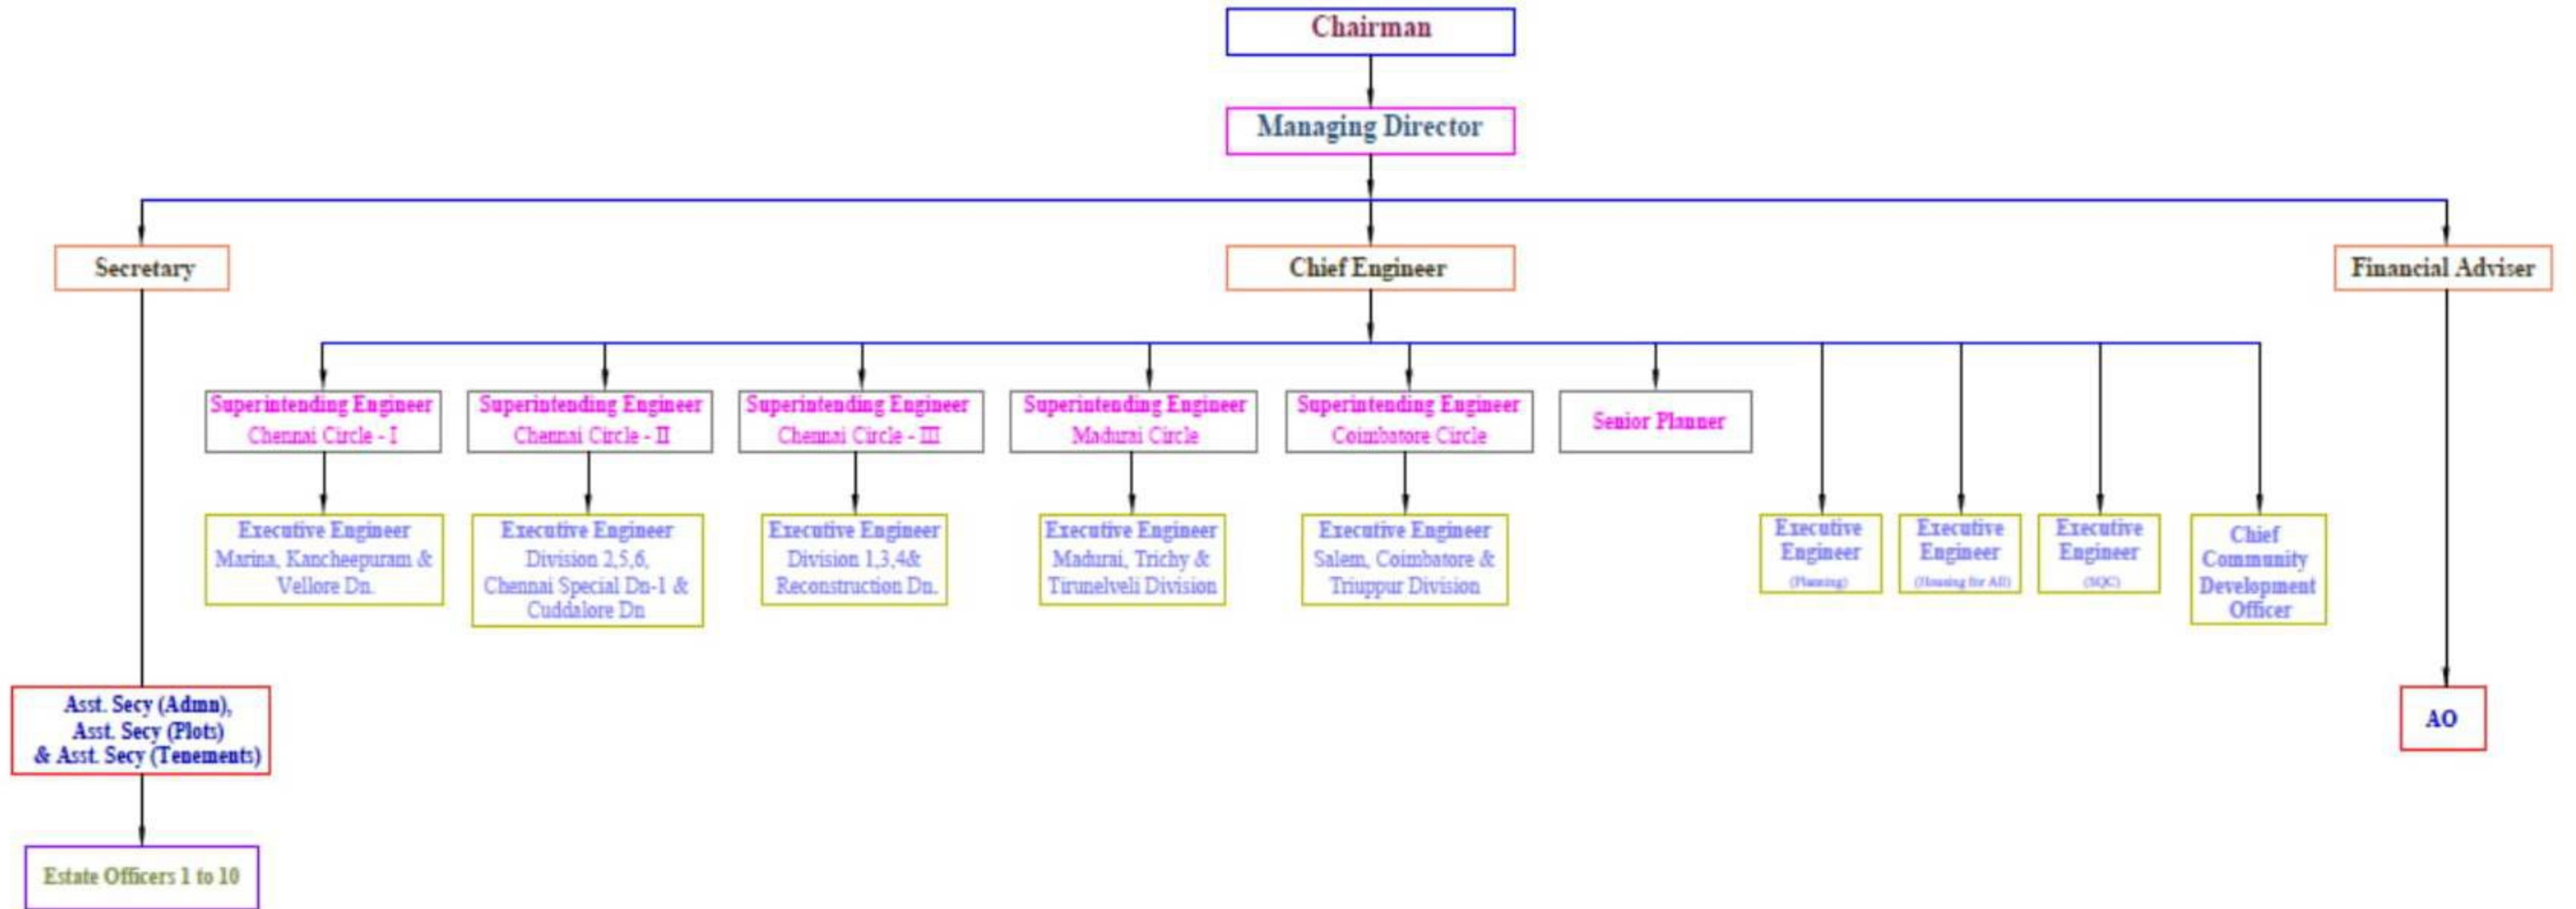 Chairman
Managing Director
Secretary
Chief Engineer
Financial Adviser
Superintending Engineer
Chennai Circle - I
Superintending Engineer
Chennai Circle - II
Superintending Engineer
Chennai Circle - III
Superintending Engineer
Madurai Circle
Superintending Engineer
Coimbatore Circle
Senior Planner
Executive Engineer
Marina, Kancheepuram &
Vellore Dn.
Executive Engineer
Division 2,5,6,
Chennai Special Dn-1 &
Cuddalore Dn
Executive Engineer
Division 1,3,4&
Reconstruction Dn.
Executive Engineer
Madurai, Trichy &
Tirunelveli Division
Executive Engineer
Salem, Coimbatore &
Triuppur Division
Executive
Engineer
(Planning)
Executive
Engineer
(Housing for All)
Executive
Engineer
(SQC)
Chief
Community
Development
Officer
Asst. Secy (Admn),
Asst. Secy (Plots)
& Asst. Secy (Tenements)
AO
Estate Officers 1 to 10